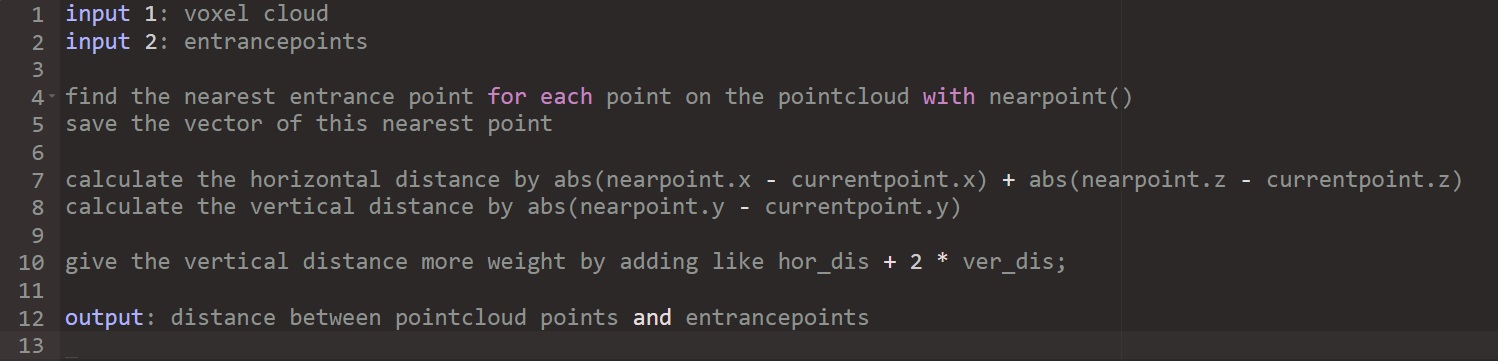 1 input 1: voxel cloud
2 input 2: entrancepoints
3
4 find the nearest entrance point for each point on the pointcloud with nearpoint()
5 save the vector of this nearest point
6
7 calculate the horizontal distance by abs(nearpoint.x - currentpoint.x) + abs(nearpoint.z - currentpoint.z)
8 calculate the vertical distance by abs(nearpoint.y - currentpoint.y)
9
10 give the vertical distance more weight by adding like hor_dis + 2 * ver_dis;
11
12 output: distance between pointcloud points and entrancepoints
13